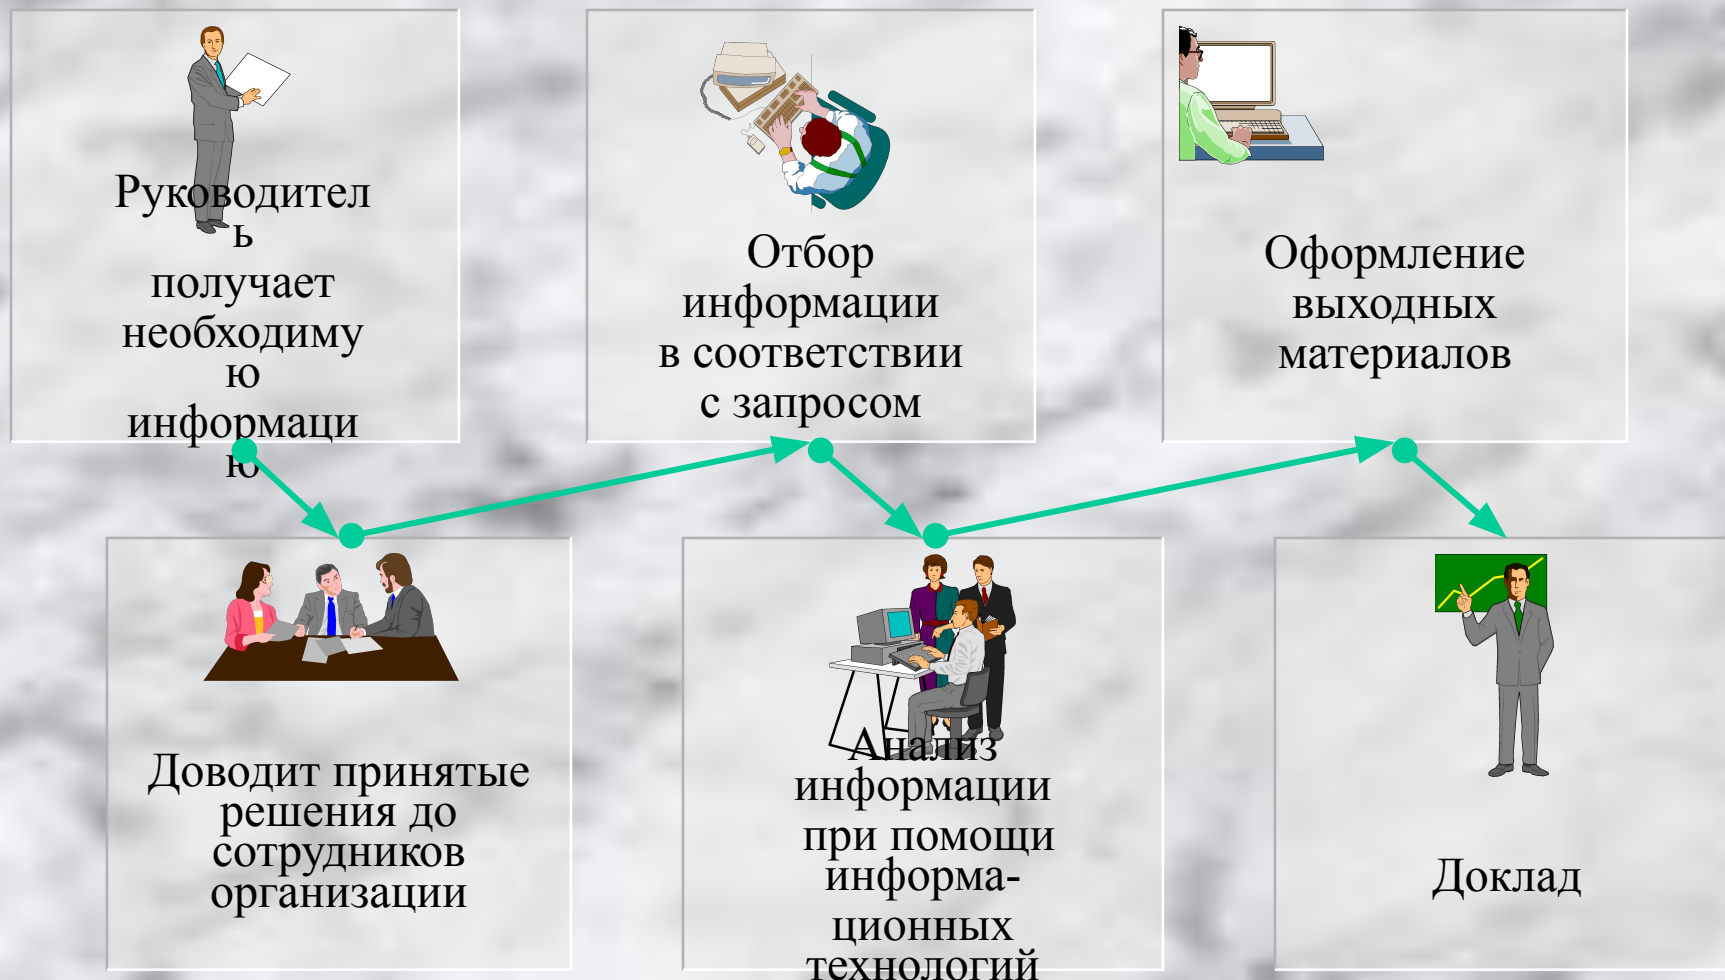 Руководител
ь
получает
необходиму
ю
информаци
ю
Доводит принятые
решения до
сотрудников
организации
Отбор
информации
в соответствии
с запросом
Анализ
информации
при помощи
информа-
ционных
технологий
Оформление
выходных
материалов
Доклад